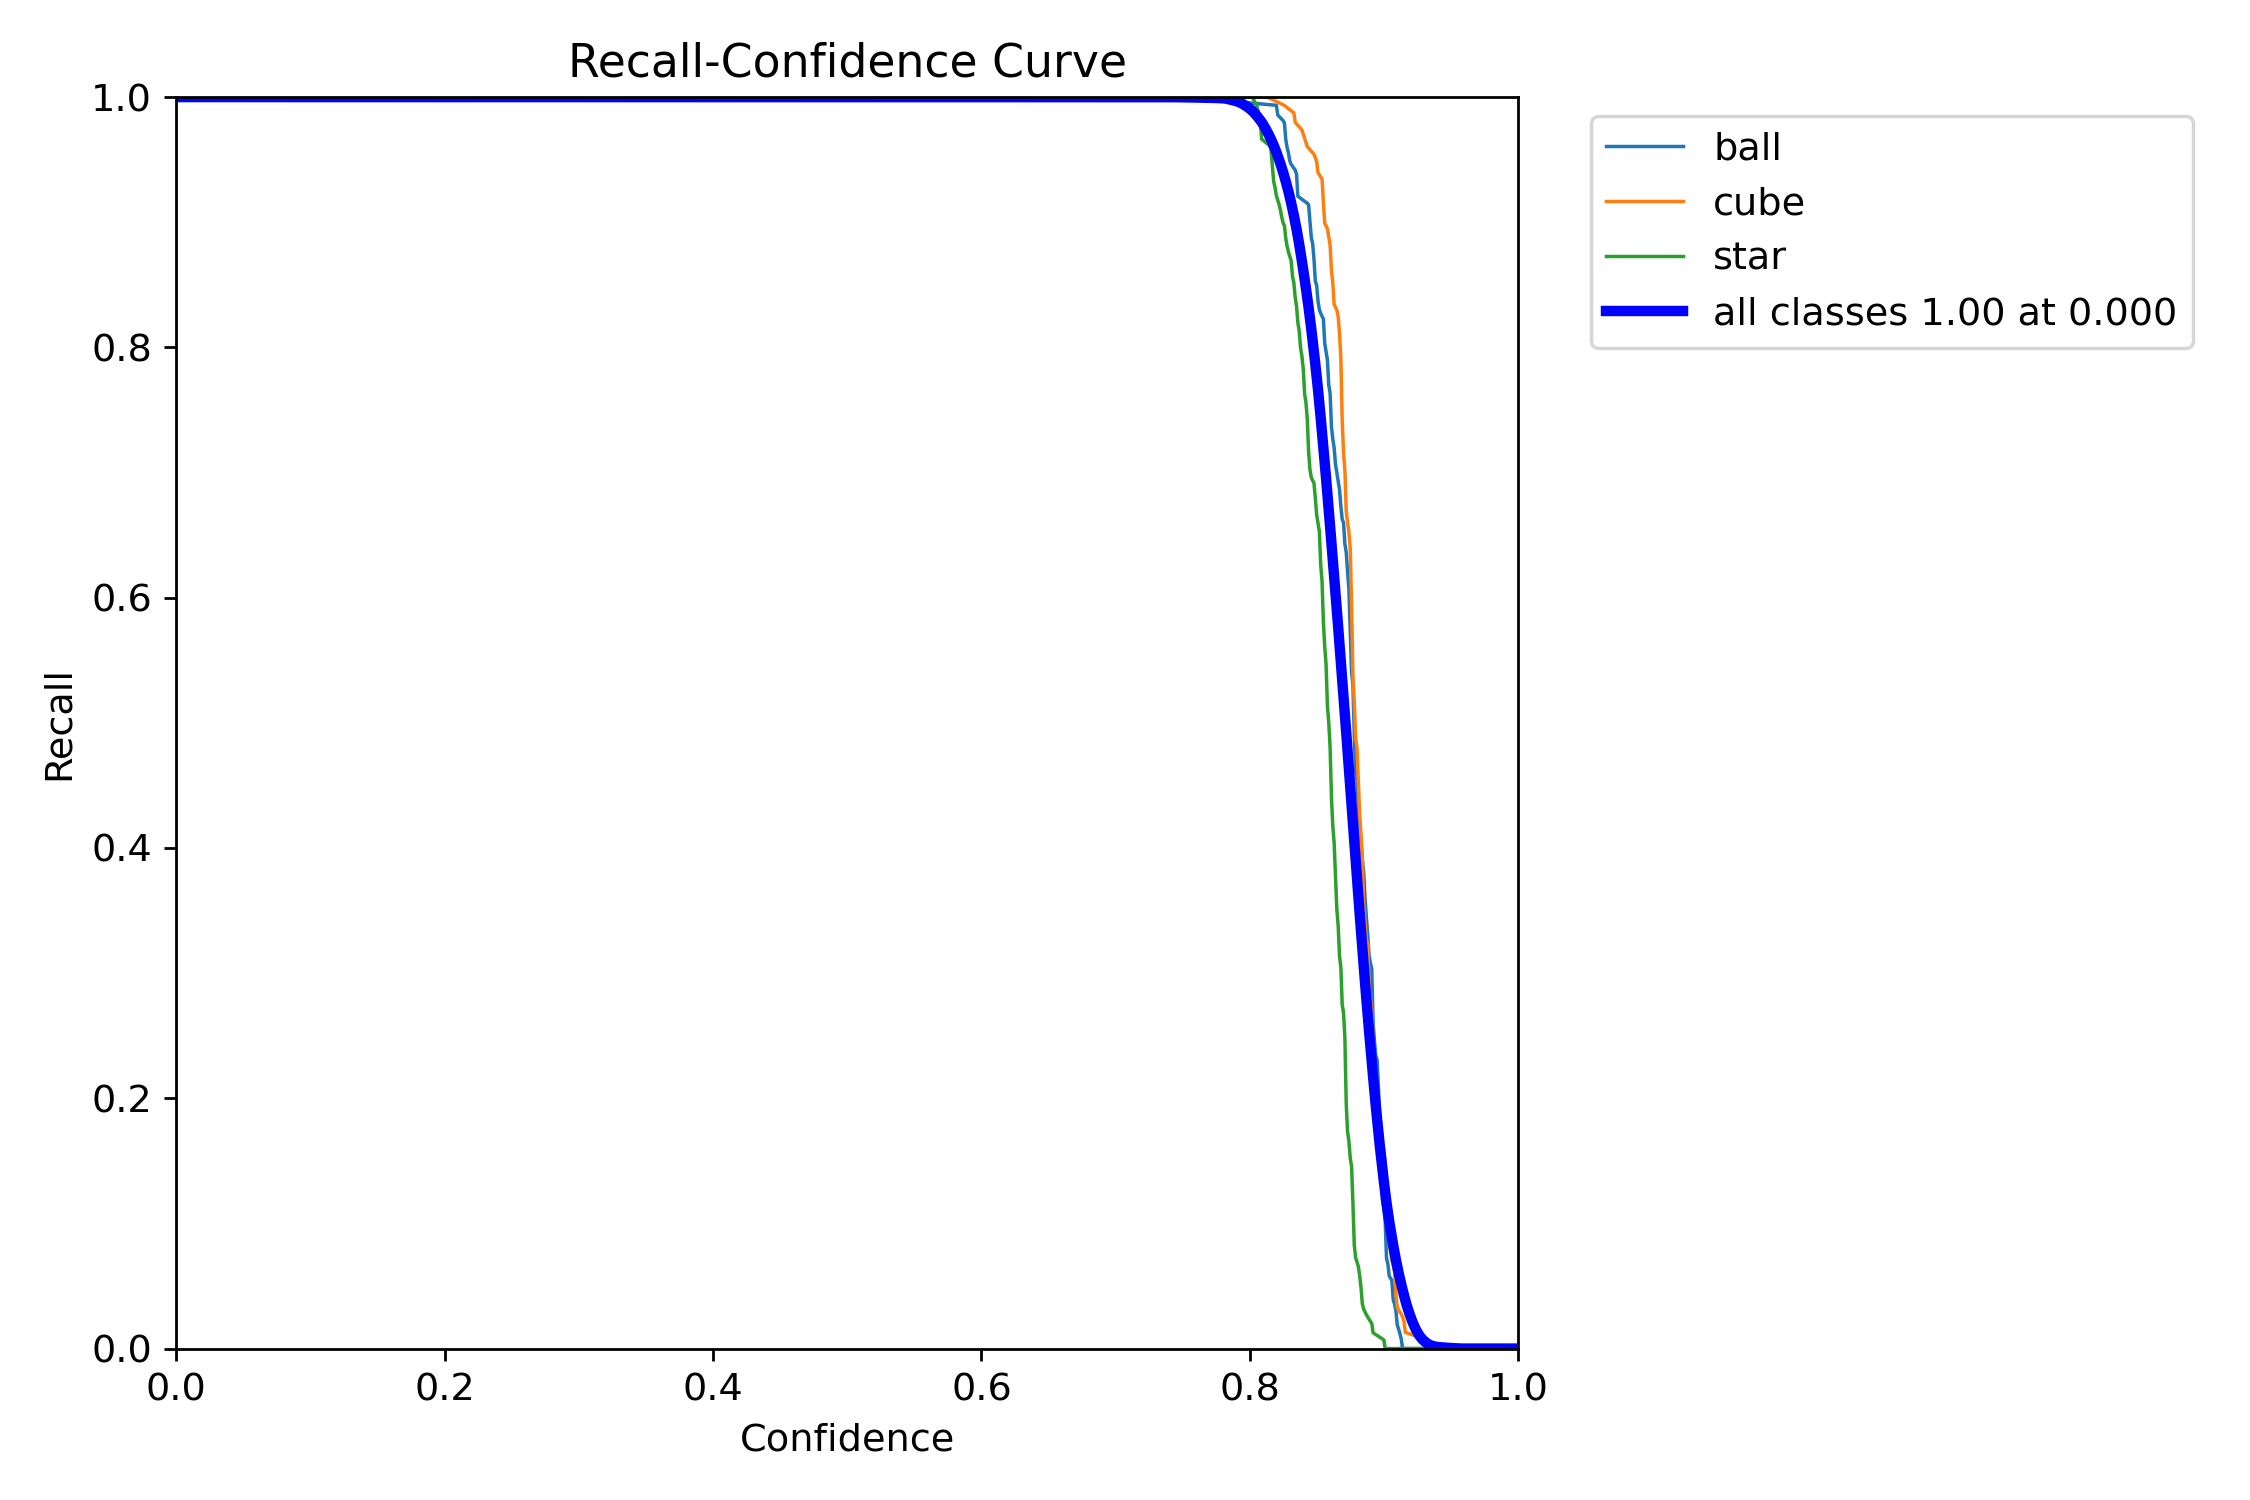 Recall-Confidence Curve
1.0
0.8
0.6
0.4
0.2
0.0
Recall
0.0 0.2 0.4 0.6 0.8 1.0
Confidence
ball
cube
star
all classes 1.00 at 0.000